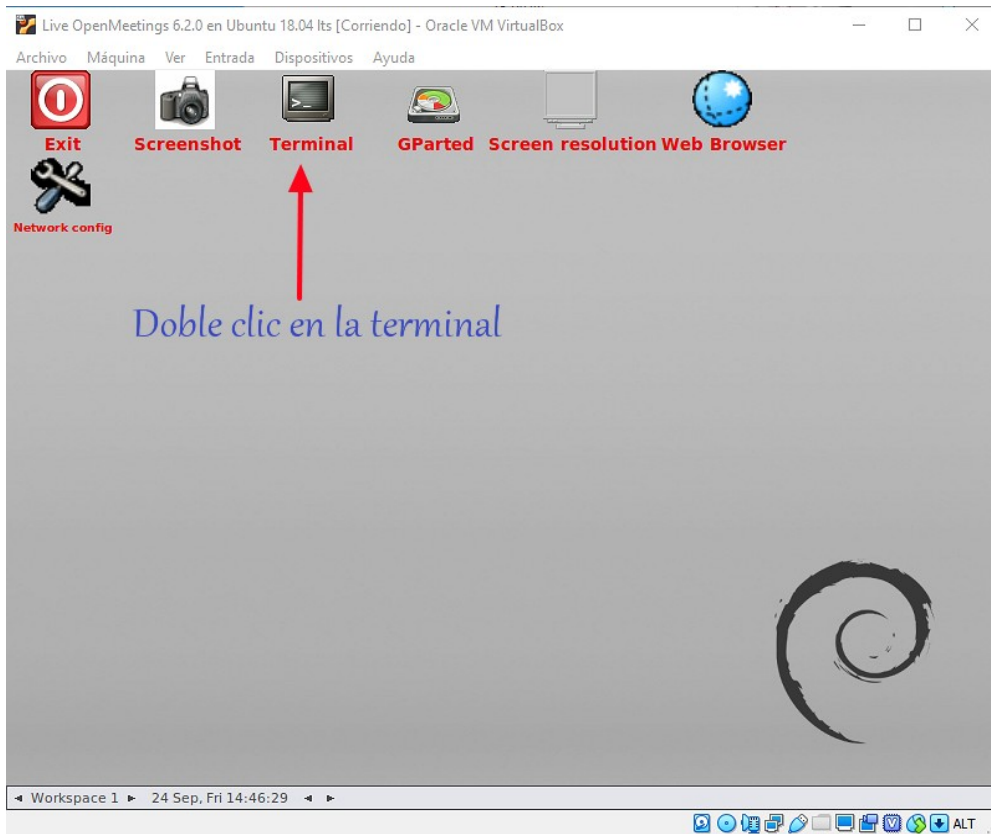 Live OpenMeetings 6.2.0 en Ubuntu 18.04 lts [Corriendo] - Oracle VM VirtualBox
Archivo Máquina Ver Entrada Dispositivos Ayuda
Exit Screenshot Terminal GParted Screen resolution Web Browser
Network config
Doble clic en la terminal
Workspace 1 24 Sep, Fri 14:46:29
ALT